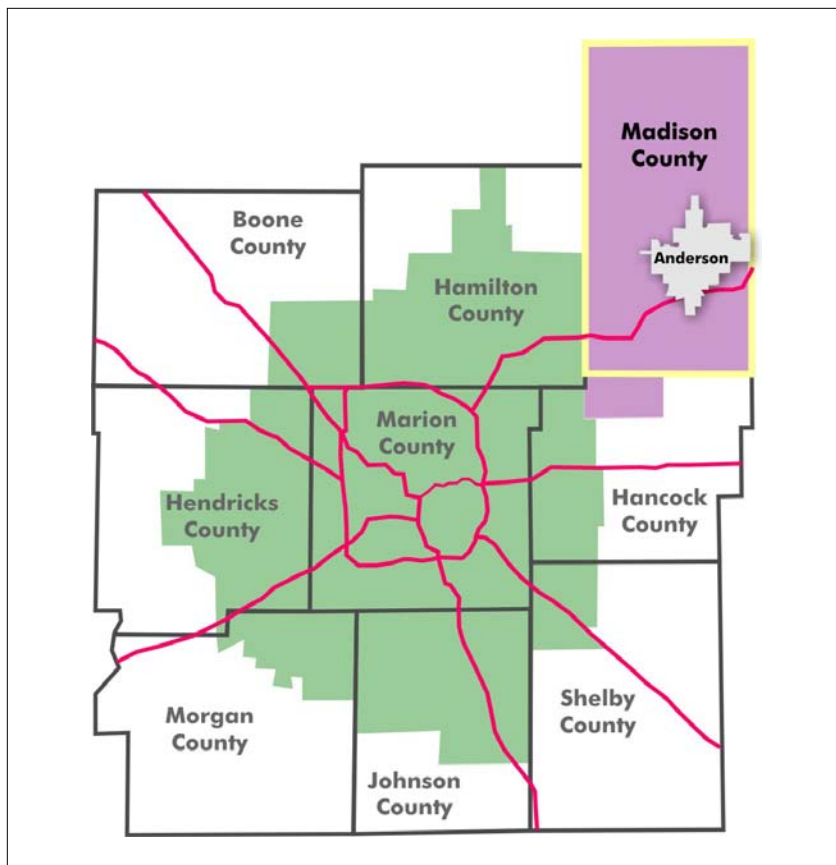 Madison
County
Boone
County
Anderson
Hamilton
County
Marion
County
Hendricks
County
Hancock
County
Morgan
County
Shelby
County
Johnson
County